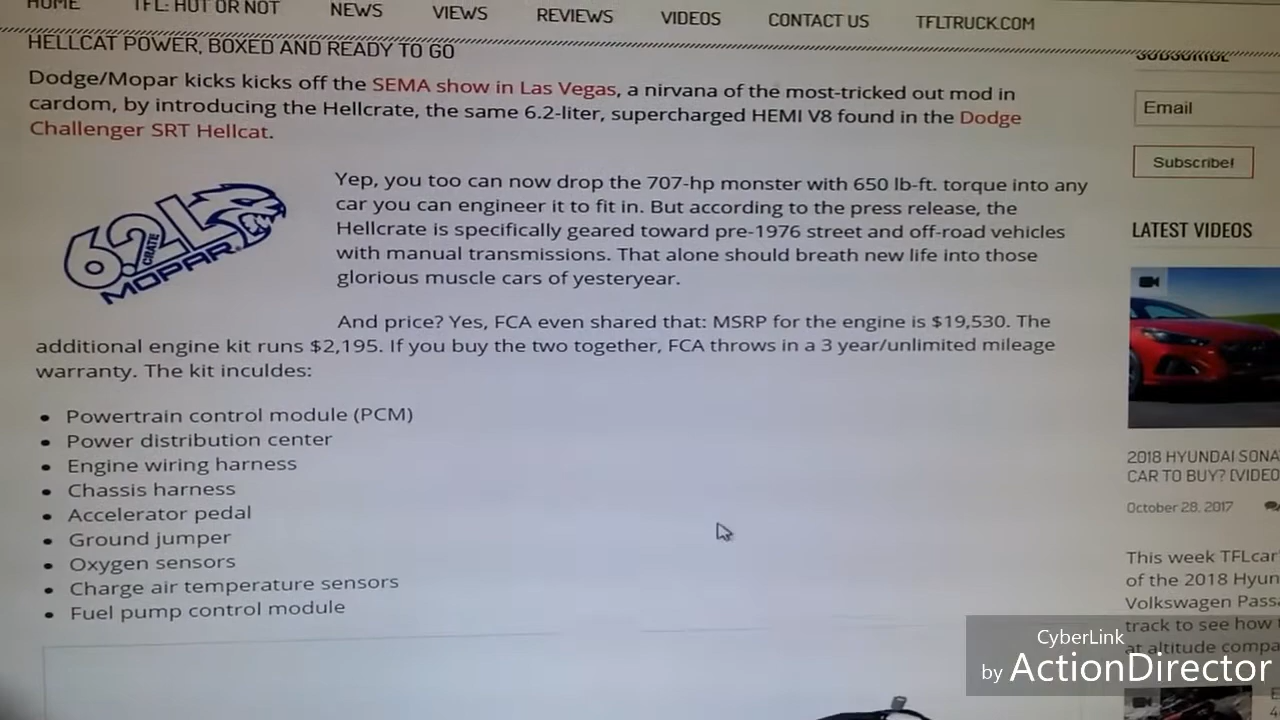 HOME TFL: HOT OR NOT NEWS VIEWS REVIEWS VIDEOS CONTACT US TFLTRUCK.COM
HELLCAT POWER, BOXED AND READY TO GO
Dodge/Mopar kicks kicks off the SEMA show in Las Vegas, a nirvana of the most-tricked out mod in
cardom, by introducing the Hellcrate, the same 6.2-liter, supercharged HEMI V8 found in the Dodge
Challenger SRT Hellcat.
6.2L
CRATE
MOPAR
Yep, you too can now drop the 707-hp monster with 650 lb-ft. torque into any
car you can engineer it to fit in. But according to the press release, the
Hellcrate is specifically geared toward pre-1976 street and off-road vehicles
with manual transmissions. That alone should breath new life into those
glorious muscle cars of yesteryear.
And price? Yes, FCA even shared that: MSRP for the engine is $19,530. The
additional engine kit runs $2,195. If you buy the two together, FCA throws in a 3 year/unlimited mileage
warranty. The kit inculdes:
• Powertrain control module (PCM)
• Power distribution center
• Engine wiring harness
• Chassis harness
• Accelerator pedal
• Ground jumper
• Oxygen sensors
• Charge air temperature sensors
• Fuel pump control module
SUBSCRIBE
Email
Subscribe!
LATEST VIDEOS
2018 HYUNDAI SONA
CAR TO BUY? [VIDEO
October 28, 2017
This week TFLcar
of the 2018 Hyun
Volkswagen Passa
track to see how
at altitude compa
CyberLink
by ActionDirector